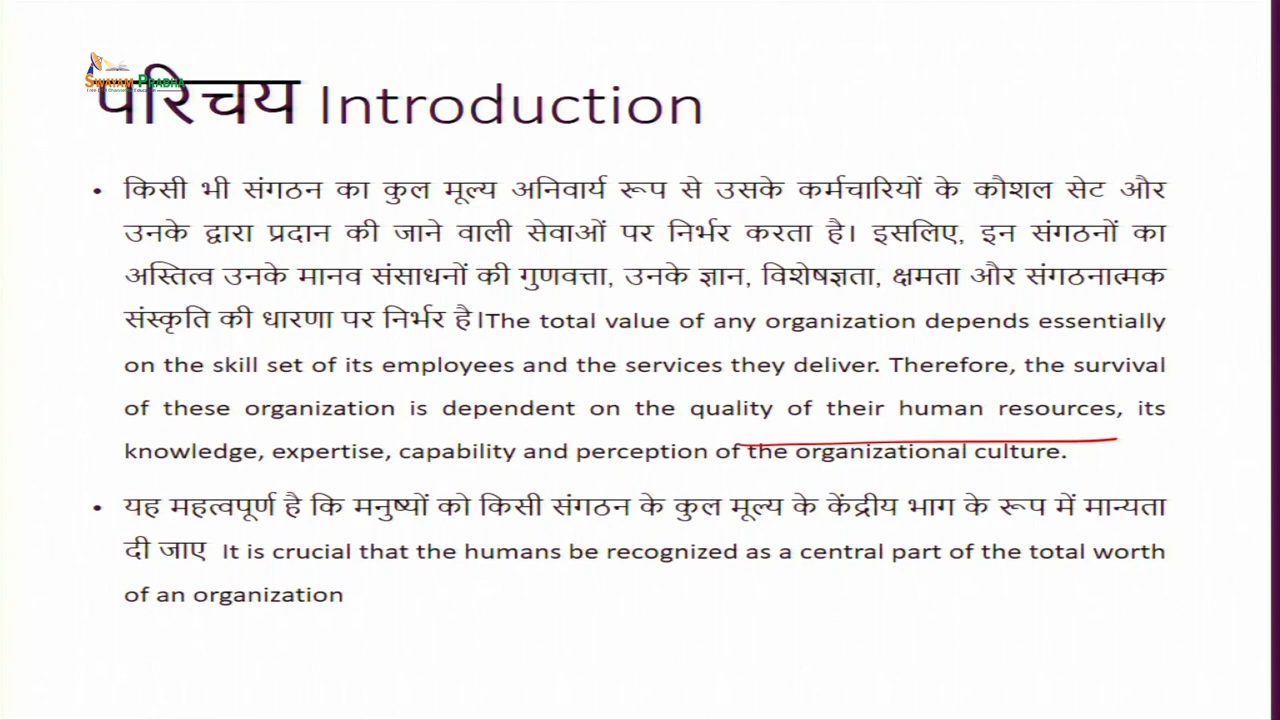 SWAYAM PRABHA
परिचय Introduction
• किसी भी संगठन का कुल मूल्य अनिवार्य रूप से उसके कर्मचारियों के कौशल सेट और
उनके द्वारा प्रदान की जाने वाली सेवाओं पर निर्भर करता है। इसलिए, इन संगठनों का
अस्तित्व उनके मानव संसाधनों की गुणवत्ता, उनके ज्ञान, विशेषज्ञता, क्षमता और संगठनात्मक
संस्कृति की धारणा पर निर्भर है।The total value of any organization depends essentially
on the skill set of its employees and the services they deliver. Therefore, the survival
of these organization is dependent on the quality of their human resources, its
knowledge, expertise, capability and perception of the organizational culture.
• यह महत्वपूर्ण है कि मनुष्यों को किसी संगठन के कुल मूल्य के केंद्रीय भाग के रूप में मान्यता
दी जाए It is crucial that the humans be recognized as a central part of the total worth
of an organization